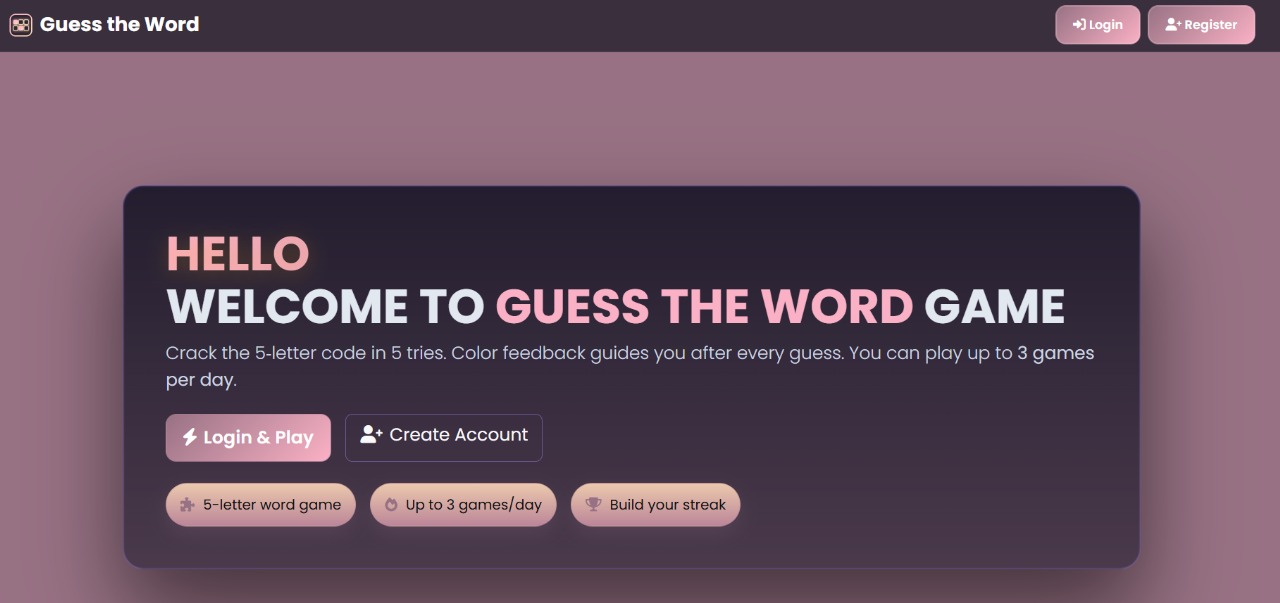 Guess the Word
Login
Register
HELLO
WELCOME TO GUESS THE WORD GAME
Crack the 5-letter code in 5 tries. Color feedback guides you after every guess. You can play up to 3 games
per day.
Login & Play
Create Account
5-letter word game
Up to 3 games/day
Build your streak